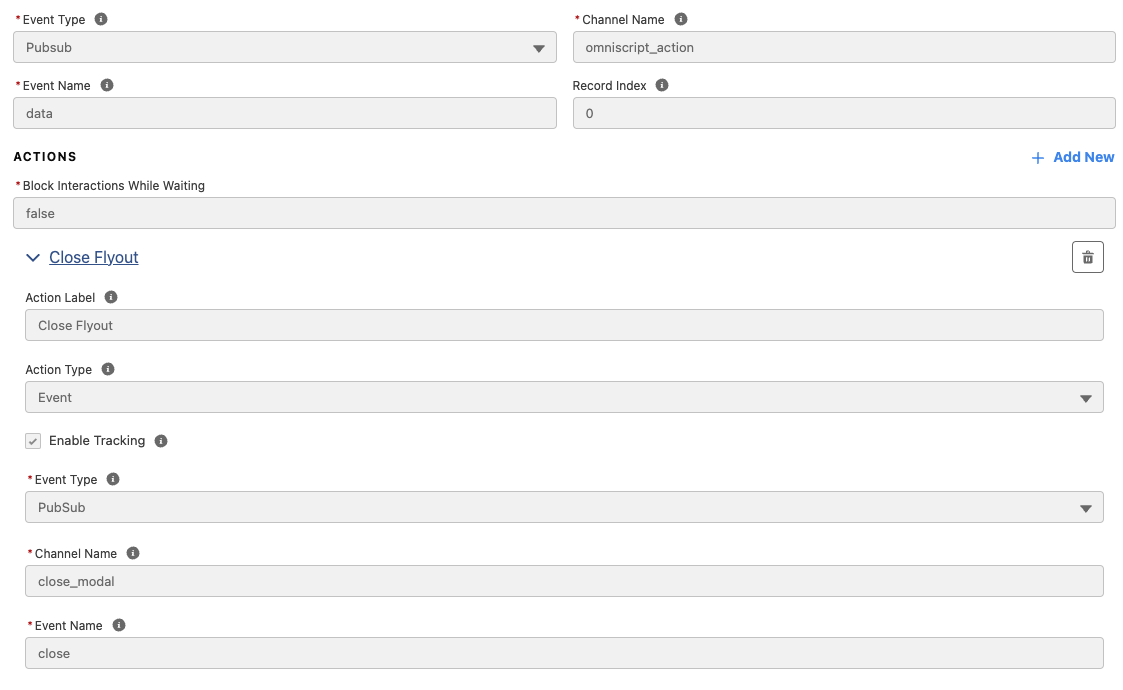 * Event Type
Pubsub
* Channel Name
omniscript_action
* Event Name
data
Record Index
0
ACTIONS
+ Add New
* Block Interactions While Waiting
false
Close Flyout
Action Label
Close Flyout
Action Type
Event
Enable Tracking
* Event Type
PubSub
* Channel Name
close_modal
* Event Name
close